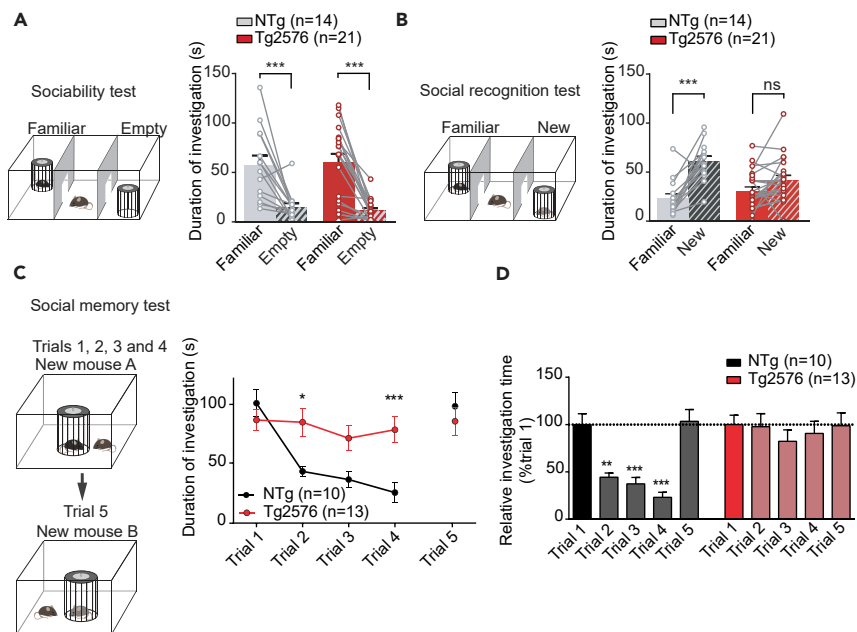 A
NTg (n=14)
Tg2576 (n=21)
Sociability test
Familiar Empty
Duration of investigation (s)
150
100
50
0
*** ***
Familiar Empty Familiar Empty
B
NTg (n=14)
Tg2576 (n=21)
Social recognition test
Familiar New
Duration of investigation (s)
150
100
50
0
*** ns
Familiar New Familiar New
C
Social memory test
Trials 1, 2, 3 and 4
New mouse A
Trial 5
New mouse B
Duration of investigation (s)
100
50
0
* ***
NTg (n=10)
Tg2576 (n=13)
Trial 1 Trial 2 Trial 3 Trial 4 Trial 5
D
NTg (n=10)
Tg2576 (n=13)
Relative investigation time
(%trial 1)
150
100
50
0
** *** ***
Trial 1 Trial 2 Trial 3 Trial 4 Trial 5 Trial 1 Trial 2 Trial 3 Trial 4 Trial 5